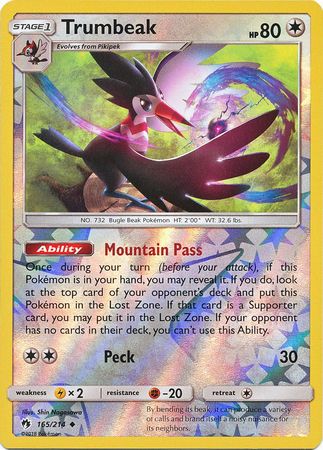 STAGE 1 Trumbeak HP 80
Evolves from Pikipek
NO. 732 Bugle Beak Pokémon HT: 2'00" WT: 32.6 lbs.
Ability Mountain Pass
Once during your turn (before your attack), if this
Pokémon is in your hand, you may reveal it. If you do, look
at the top card of your opponent's deck and put this
Pokémon in the Lost Zone. If that card is a Supporter
card, you may put it in the Lost Zone. If your opponent
has no cards in their deck, you can't use this Ability.
Peck 30
weakness ×2 resistance -20 retreat
Illus. Shin Nagasawa
165/214
©2018 Pokémon
By bending its beak, it can produce a variety
of calls and brand itself a noisy nuisance for
its neighbors.